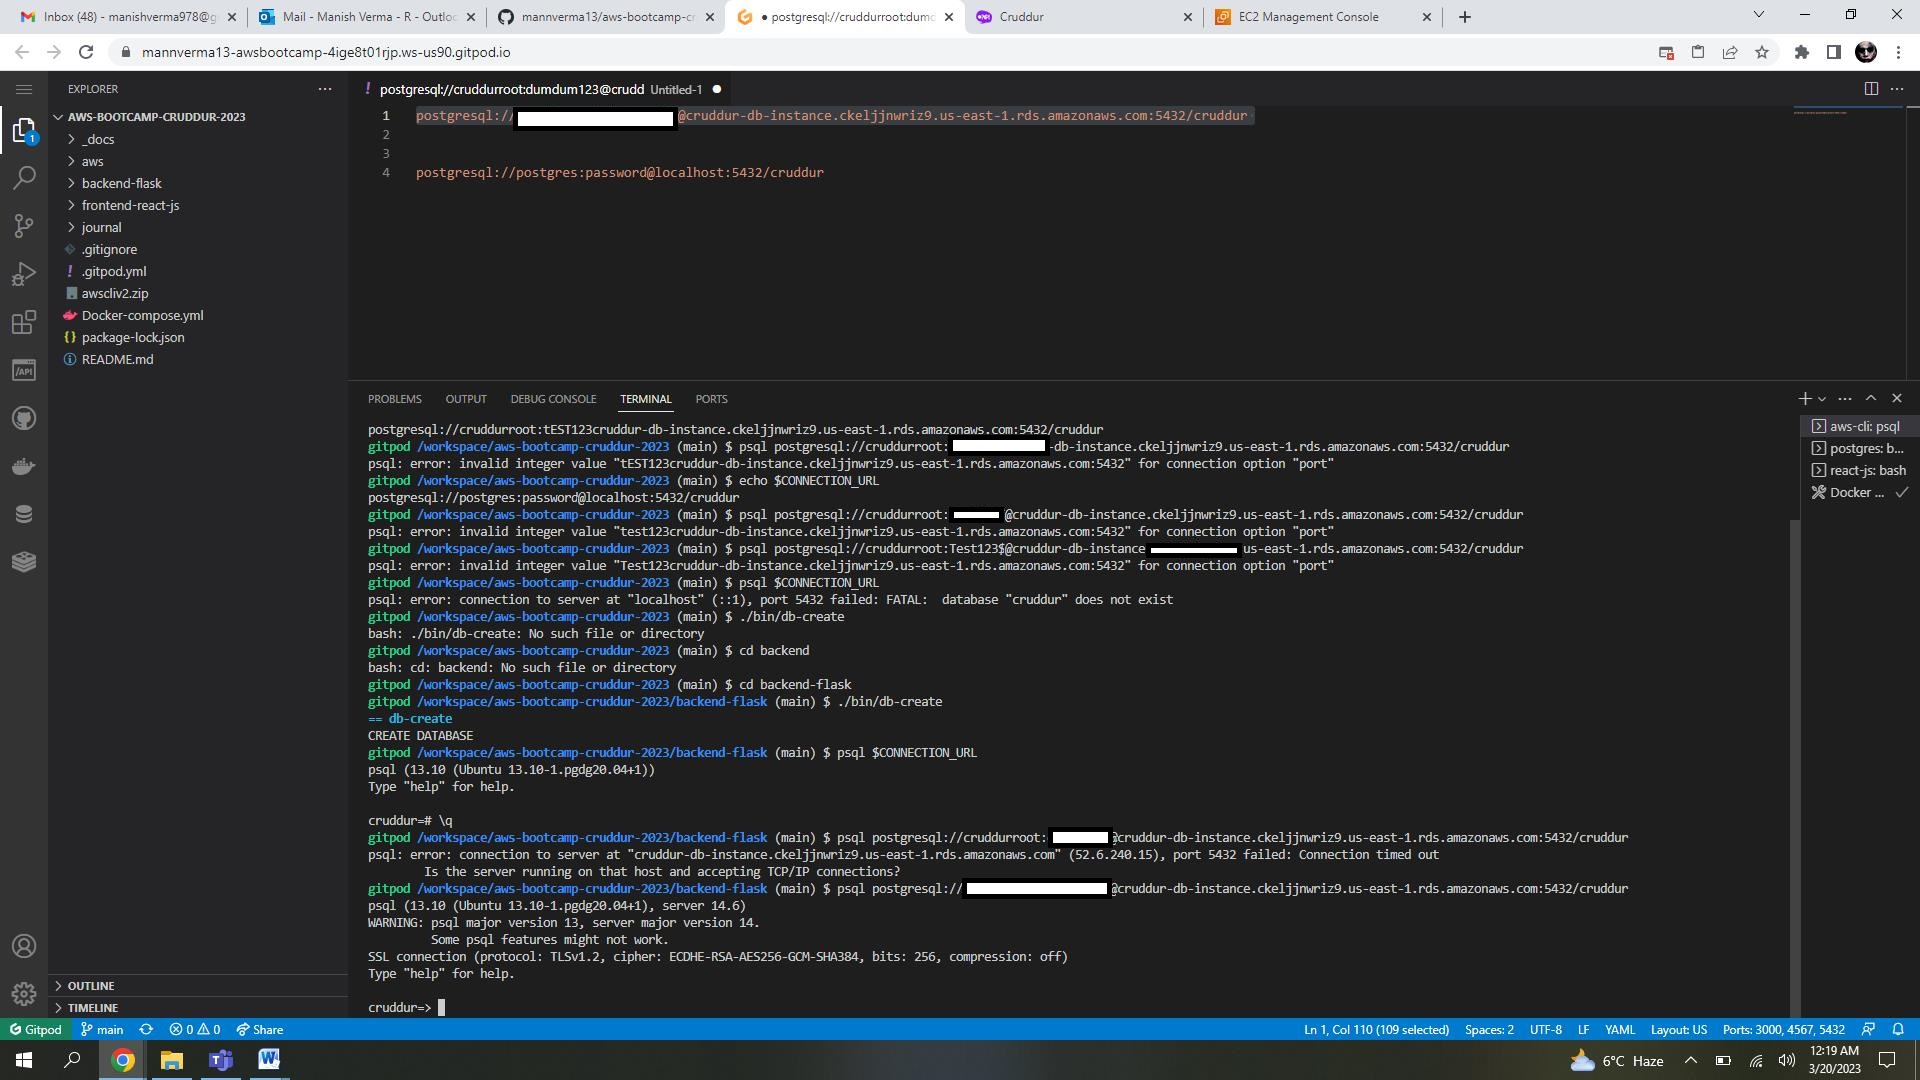 Inbox (48) - manishverma978@g
Mail - Manish Verma - R - Outloo
mannverma13/aws-bootcamp-cr
● postgresql://cruddurroot:dumd
Cruddur
EC2 Management Console
mannverma13-awsbootcamp-4ige8t01rjp.ws-us90.gitpod.io
EXPLORER
AWS-BOOTCAMP-CRUDDUR-2023
_docs
aws
backend-flask
frontend-react-js
journal
.gitignore
.gitpod.yml
awscliv2.zip
Docker-compose.yml
package-lock.json
README.md
OUTLINE
TIMELINE
! postgresql://cruddurroot:dumdum123@crudd Untitled-1 ●
1 postgresql:// @cruddur-db-instance.ckeljjnwriz9.us-east-1.rds.amazonaws.com:5432/cruddur
2
3
4 postgresql://postgres:password@localhost:5432/cruddur
PROBLEMS OUTPUT DEBUG CONSOLE TERMINAL PORTS
postgresql://cruddurroot:tEST123cruddur-db-instance.ckeljjnwriz9.us-east-1.rds.amazonaws.com:5432/cruddur
gitpod /workspace/aws-bootcamp-cruddur-2023 (main) $ psql postgresql://cruddurroot: -db-instance.ckeljjnwriz9.us-east-1.rds.amazonaws.com:5432/cruddur
psql: error: invalid integer value "tEST123cruddur-db-instance.ckeljjnwriz9.us-east-1.rds.amazonaws.com:5432" for connection option "port"
gitpod /workspace/aws-bootcamp-cruddur-2023 (main) $ echo $CONNECTION_URL
postgresql://postgres:password@localhost:5432/cruddur
gitpod /workspace/aws-bootcamp-cruddur-2023 (main) $ psql postgresql://cruddurroot: @cruddur-db-instance.ckeljjnwriz9.us-east-1.rds.amazonaws.com:5432/cruddur
psql: error: invalid integer value "test123cruddur-db-instance.ckeljjnwriz9.us-east-1.rds.amazonaws.com:5432" for connection option "port"
gitpod /workspace/aws-bootcamp-cruddur-2023 (main) $ psql postgresql://cruddurroot:Test123$@cruddur-db-instance us-east-1.rds.amazonaws.com:5432/cruddur
psql: error: invalid integer value "Test123cruddur-db-instance.ckeljjnwriz9.us-east-1.rds.amazonaws.com:5432" for connection option "port"
gitpod /workspace/aws-bootcamp-cruddur-2023 (main) $ psql $CONNECTION_URL
psql: error: connection to server at "localhost" (::1), port 5432 failed: FATAL:  database "cruddur" does not exist
gitpod /workspace/aws-bootcamp-cruddur-2023 (main) $ ./bin/db-create
bash: ./bin/db-create: No such file or directory
gitpod /workspace/aws-bootcamp-cruddur-2023 (main) $ cd backend
bash: cd: backend: No such file or directory
gitpod /workspace/aws-bootcamp-cruddur-2023 (main) $ cd backend-flask
gitpod /workspace/aws-bootcamp-cruddur-2023/backend-flask (main) $ ./bin/db-create
== db-create
CREATE DATABASE
gitpod /workspace/aws-bootcamp-cruddur-2023/backend-flask (main) $ psql $CONNECTION_URL
psql (13.10 (Ubuntu 13.10-1.pgdg20.04+1))
Type "help" for help.
cruddur=# \q
gitpod /workspace/aws-bootcamp-cruddur-2023/backend-flask (main) $ psql postgresql://cruddurroot: @cruddur-db-instance.ckeljjnwriz9.us-east-1.rds.amazonaws.com:5432/cruddur
psql: error: connection to server at "cruddur-db-instance.ckeljjnwriz9.us-east-1.rds.amazonaws.com" (52.6.240.15), port 5432 failed: Connection timed out
Is the server running on that host and accepting TCP/IP connections?
gitpod /workspace/aws-bootcamp-cruddur-2023/backend-flask (main) $ psql postgresql:// @cruddur-db-instance.ckeljjnwriz9.us-east-1.rds.amazonaws.com:5432/cruddur
psql (13.10 (Ubuntu 13.10-1.pgdg20.04+1), server 14.6)
WARNING: psql major version 13, server major version 14.
Some psql features might not work.
SSL connection (protocol: TLSv1.2, cipher: ECDHE-RSA-AES256-GCM-SHA384, bits: 256, compression: off)
Type "help" for help.
cruddur=>
aws-cli: psql
postgres: b...
react-js: bash
Docker ...
Gitpod main 0 0 Share
Ln 1, Col 110 (109 selected) Spaces: 2 UTF-8 LF YAML Layout: US Ports: 3000, 4567, 5432
6°C Haze
12:19 AM
3/20/2023